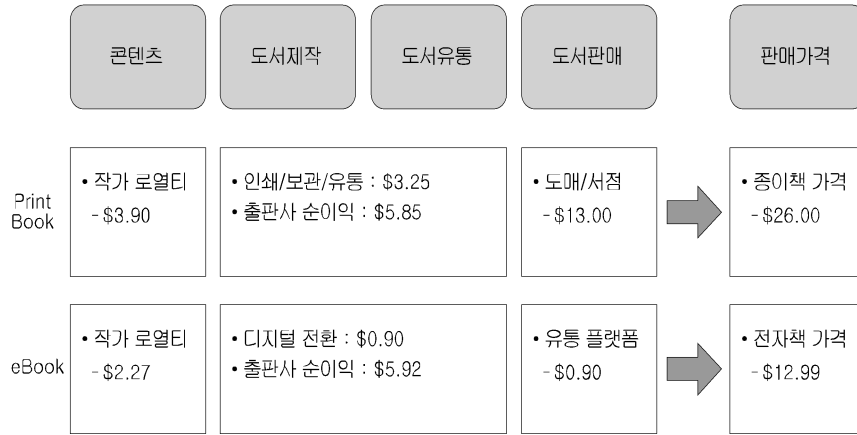 콘텐츠
도서제작
도서유통
도서판매
판매가격
Print
Book
• 작가 로열티
- $3.90
• 인쇄/보관/유통 : $3.25
• 출판사 순이익 : $5.85
• 도매/서점
- $13.00
• 종이책 가격
- $26.00
eBook
• 작가 로열티
- $2.27
• 디지털 전환 : $0.90
• 출판사 순이익 : $5.92
• 유통 플랫폼
- $0.90
• 전자책 가격
- $12.99